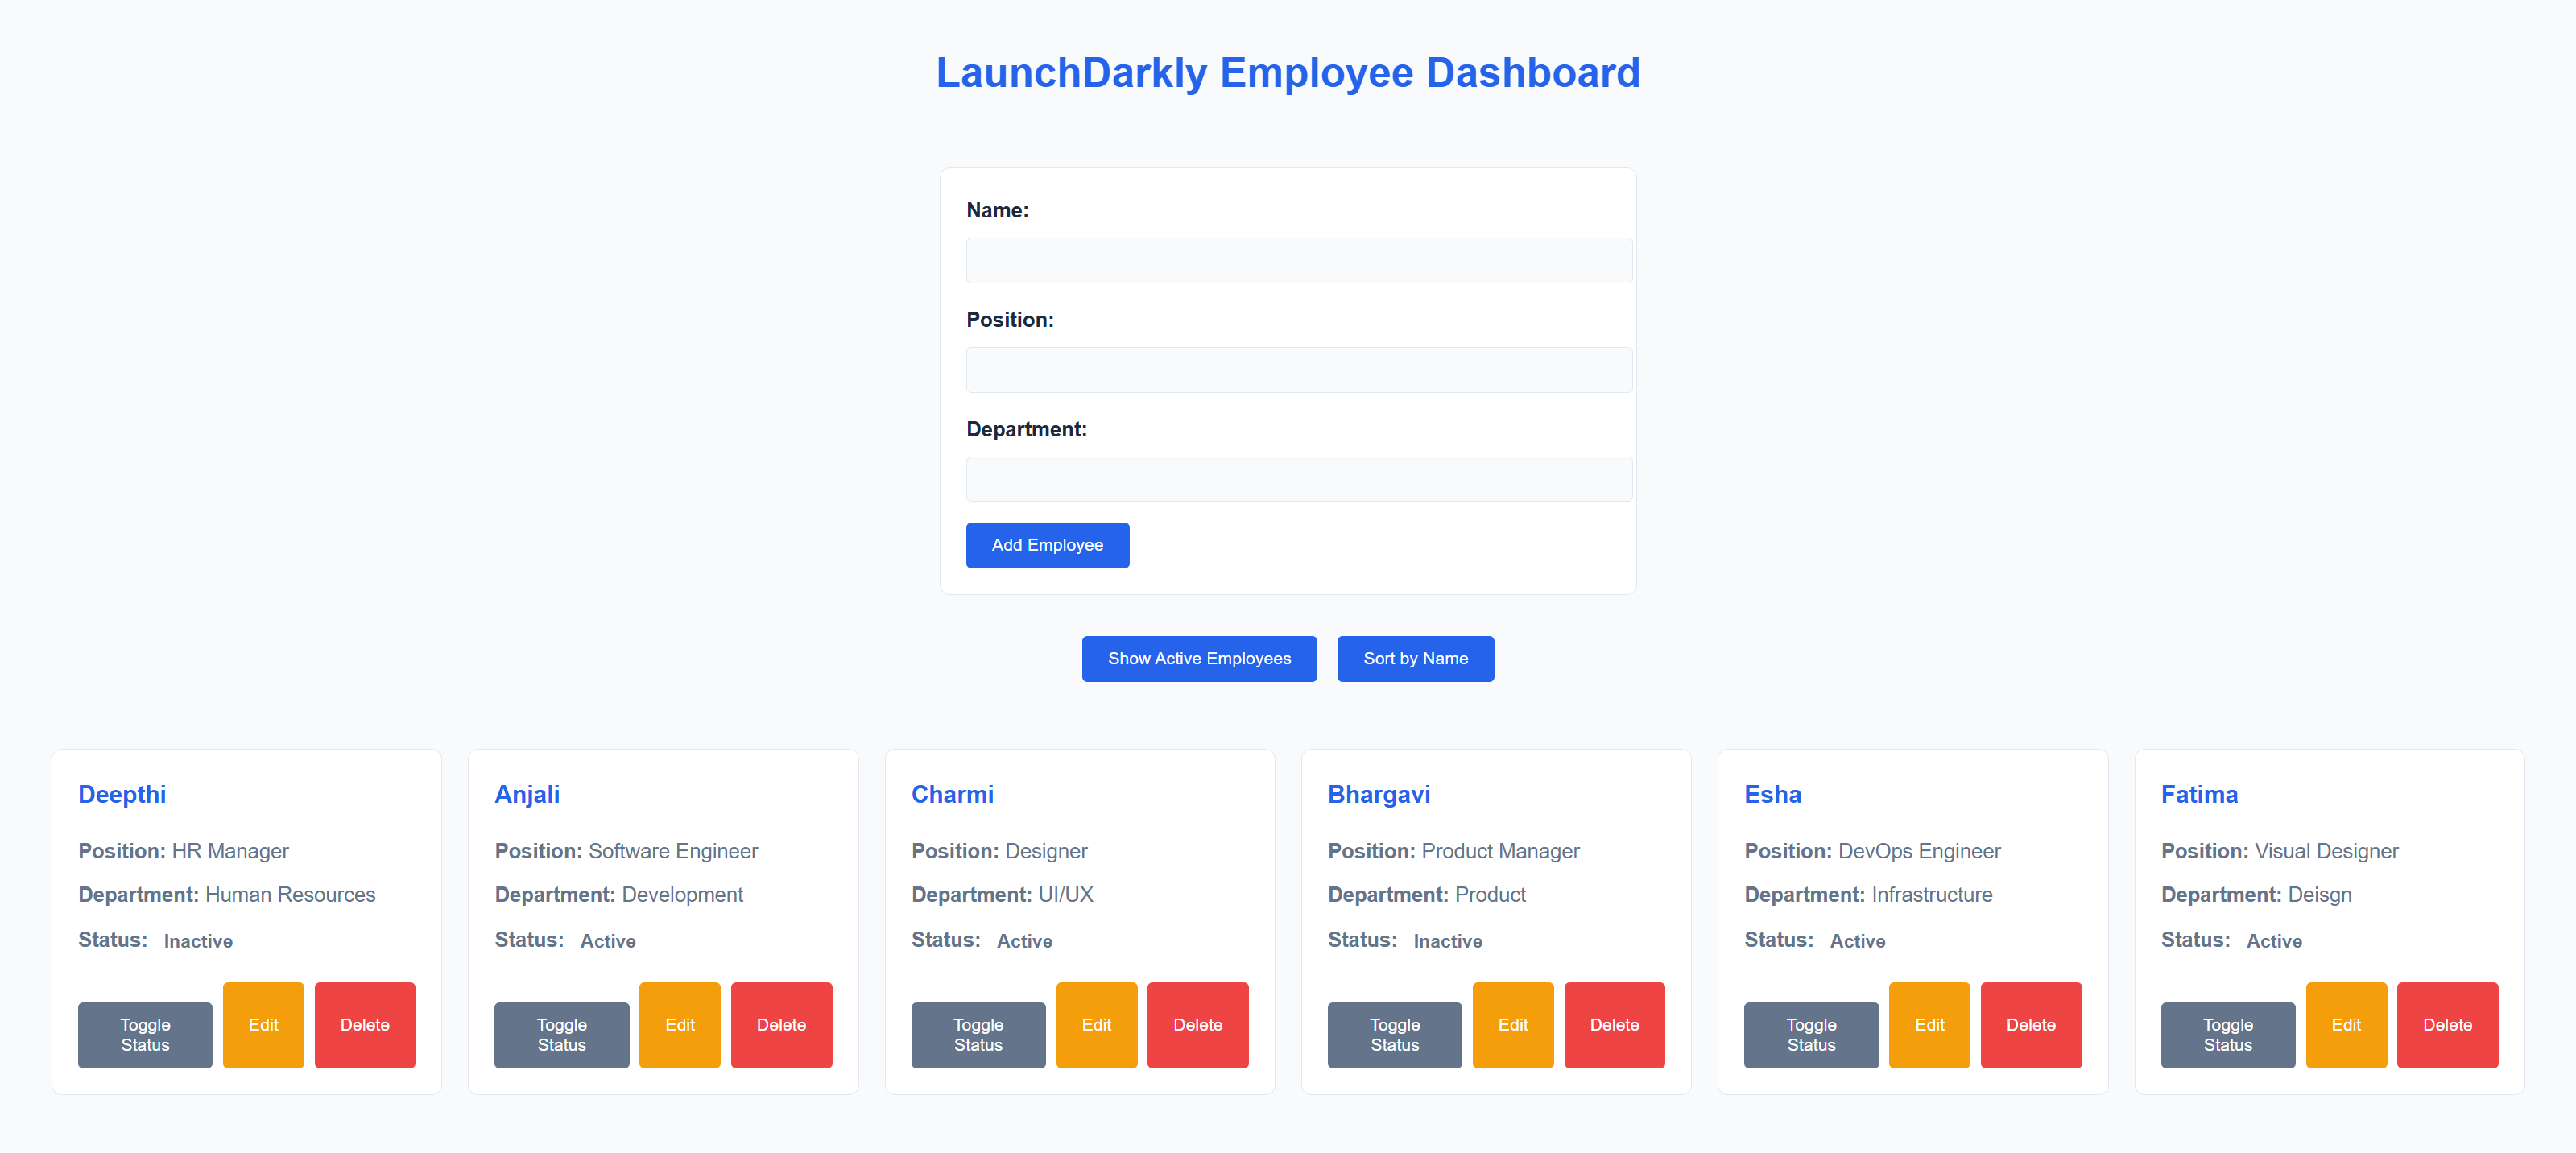 LaunchDarkly Employee Dashboard
Name:
Position:
Department:
Add Employee
Show Active Employees
Sort by Name
Deepthi
Position: HR Manager
Department: Human Resources
Status: Inactive
Toggle
Status
Edit
Delete
Anjali
Position: Software Engineer
Department: Development
Status: Active
Toggle
Status
Edit
Delete
Charmi
Position: Designer
Department: UI/UX
Status: Active
Toggle
Status
Edit
Delete
Bhargavi
Position: Product Manager
Department: Product
Status: Inactive
Toggle
Status
Edit
Delete
Esha
Position: DevOps Engineer
Department: Infrastructure
Status: Active
Toggle
Status
Edit
Delete
Fatima
Position: Visual Designer
Department: Deisgn
Status: Active
Toggle
Status
Edit
Delete